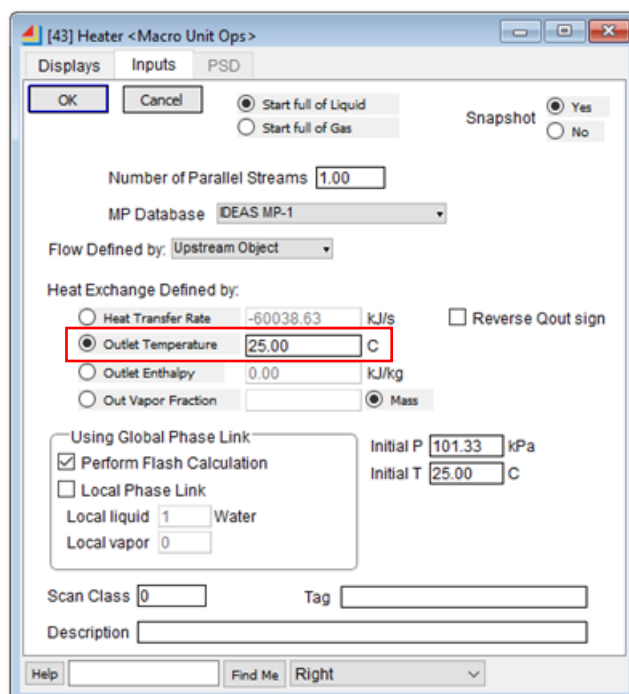 [43] Heater <Macro Unit Ops>
Displays Inputs PSD
OK Cancel Start full of Liquid Snapshot Yes
Start full of Gas No
Number of Parallel Streams 1.00
MP Database IDEAS MP-1
Flow Defined by: Upstream Object
Heat Exchange Defined by:
Heat Transfer Rate -60038.63 kJ/s Reverse Qout sign
Outlet Temperature 25.00 C
Outlet Enthalpy 0.00 kJ/kg
Out Vapor Fraction Mass
Using Global Phase Link Initial P 101.33 kPa
Perform Flash Calculation Initial T 25.00 C
Local Phase Link
Local liquid 1 Water
Local vapor 0
Scan Class 0 Tag
Description
Help Find Me Right